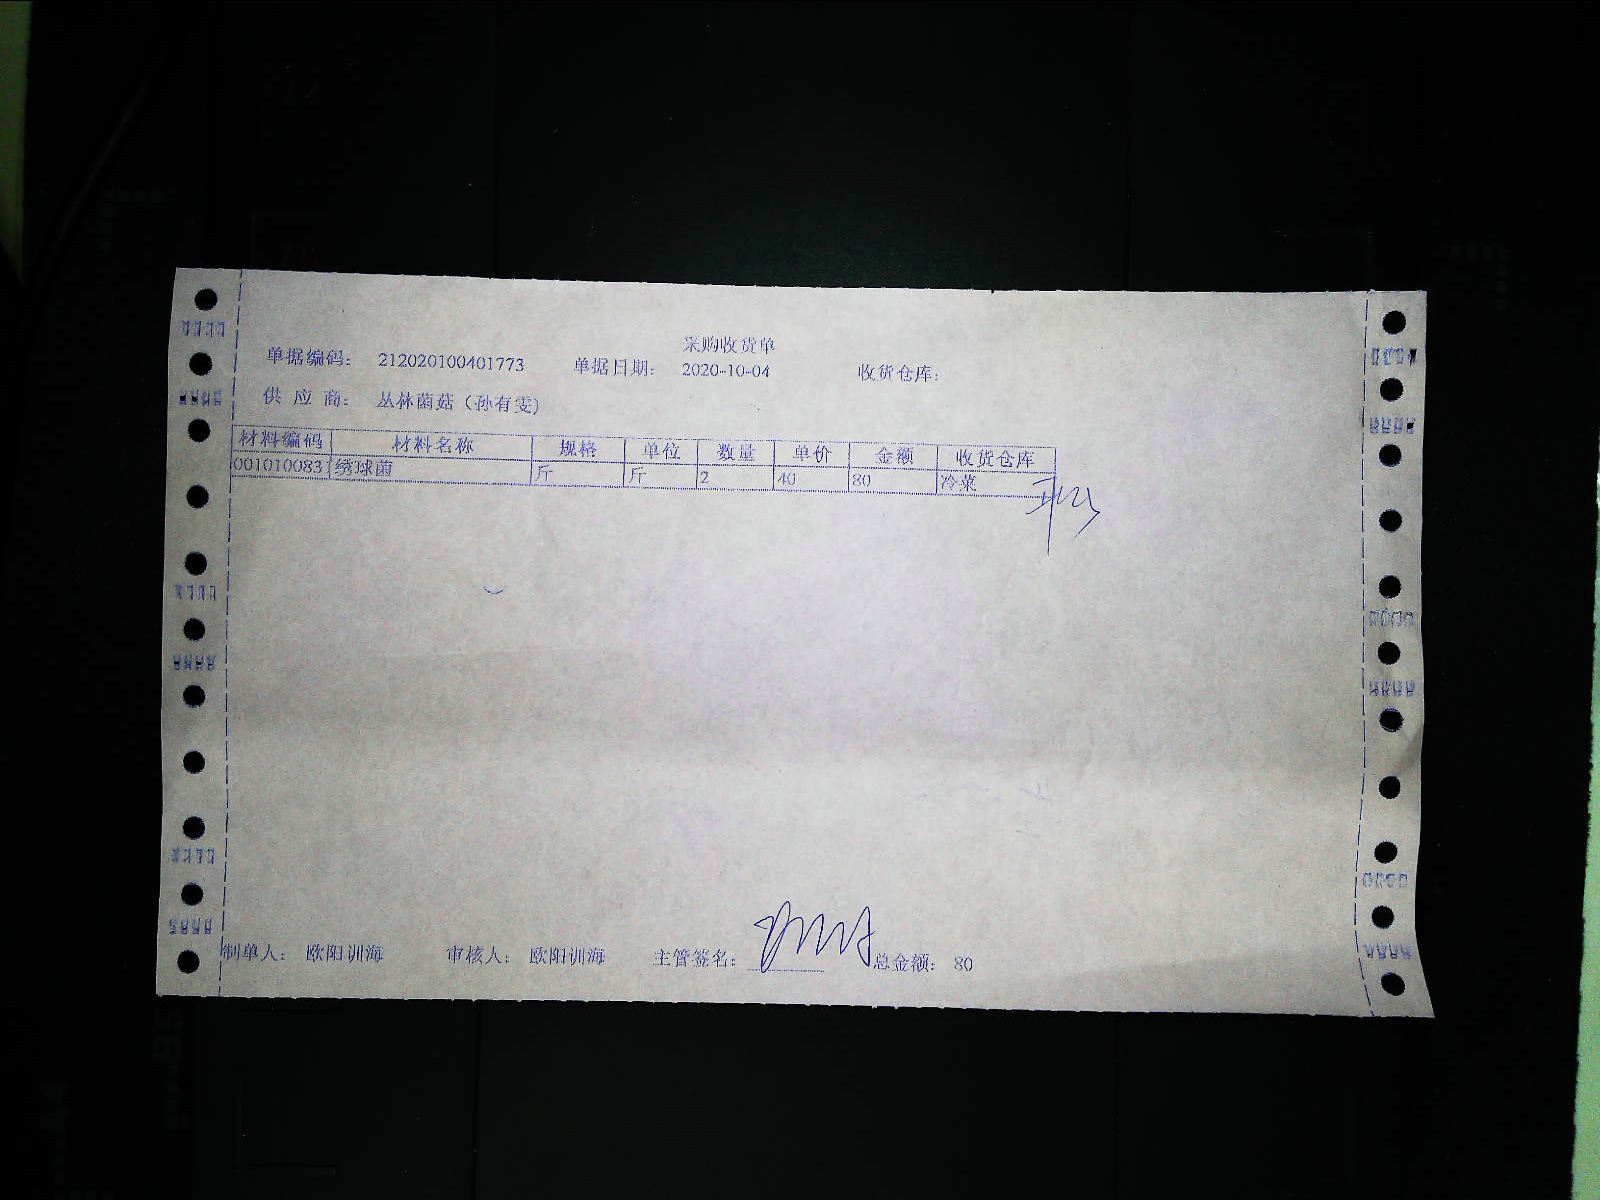 采购收货单
单据编码: 212020100401773 单据日期: 2020-10-04 收货仓库:
供 应 商: 丛林菌菇（孙有雯）
材料编码 材料名称 规格 单位 数量 单价 金额 收货仓库
001010083 绣球菌 斤 斤 2 40 80 冷菜
制单人: 欧阳训海 审核人: 欧阳训海 主管签名: 总金额: 80